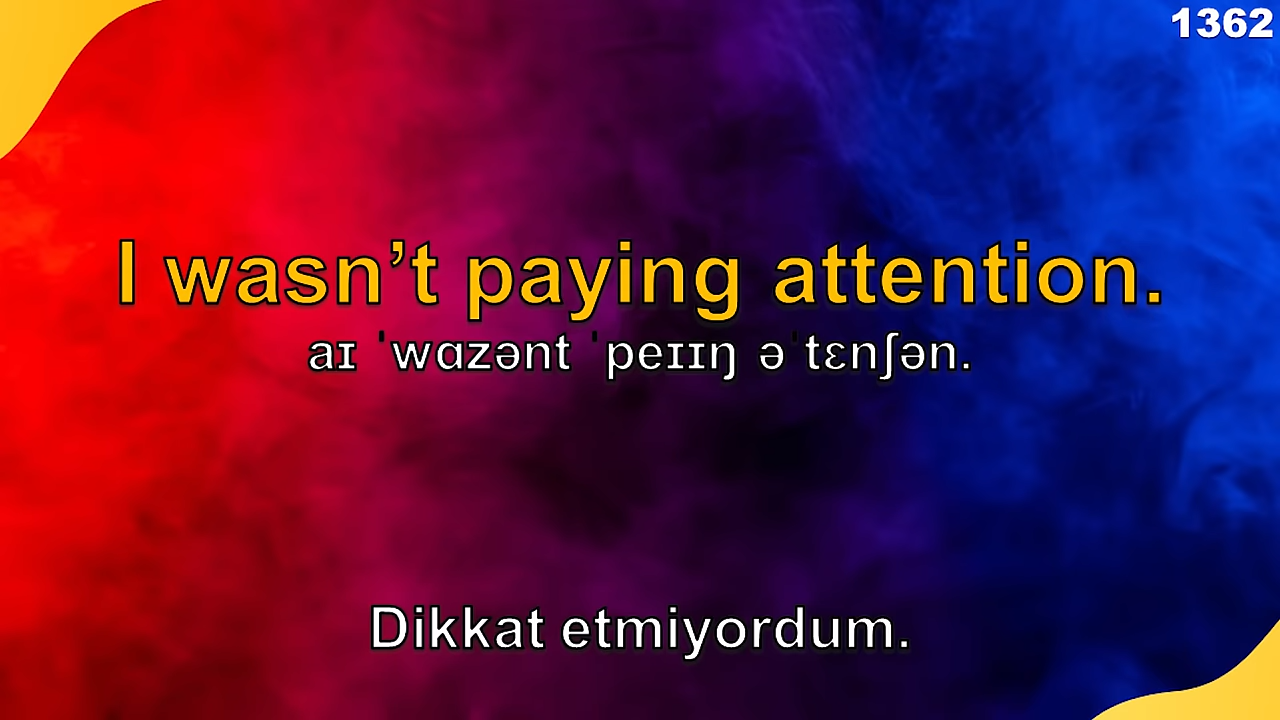 1362
I wasn’t paying attention.
aɪ ˈwɑzənt ˈpeɪɪŋ əˈtɛnʃən.
Dikkat etmiyordum.